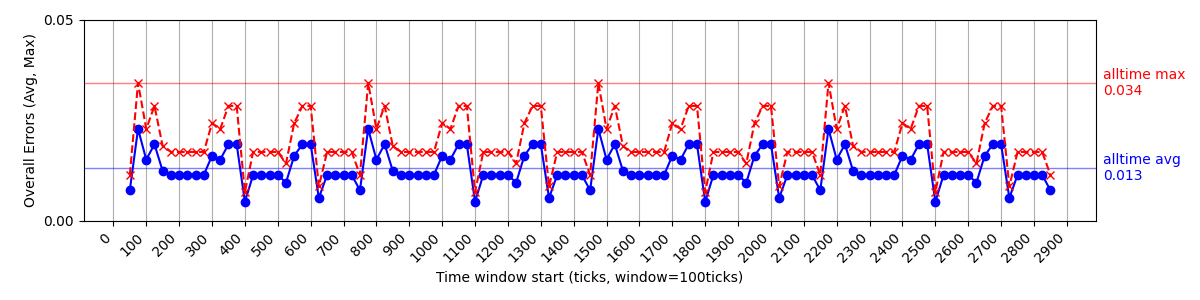 0.05
0.00
Overall Errors (Avg, Max)
alltime max
0.034
alltime avg
0.013
0 100 200 300 400 500 600 700 800 900 1000 1100 1200 1300 1400 1500 1600 1700 1800 1900 2000 2100 2200 2300 2400 2500 2600 2700 2800 2900
Time window start (ticks, window=100ticks)